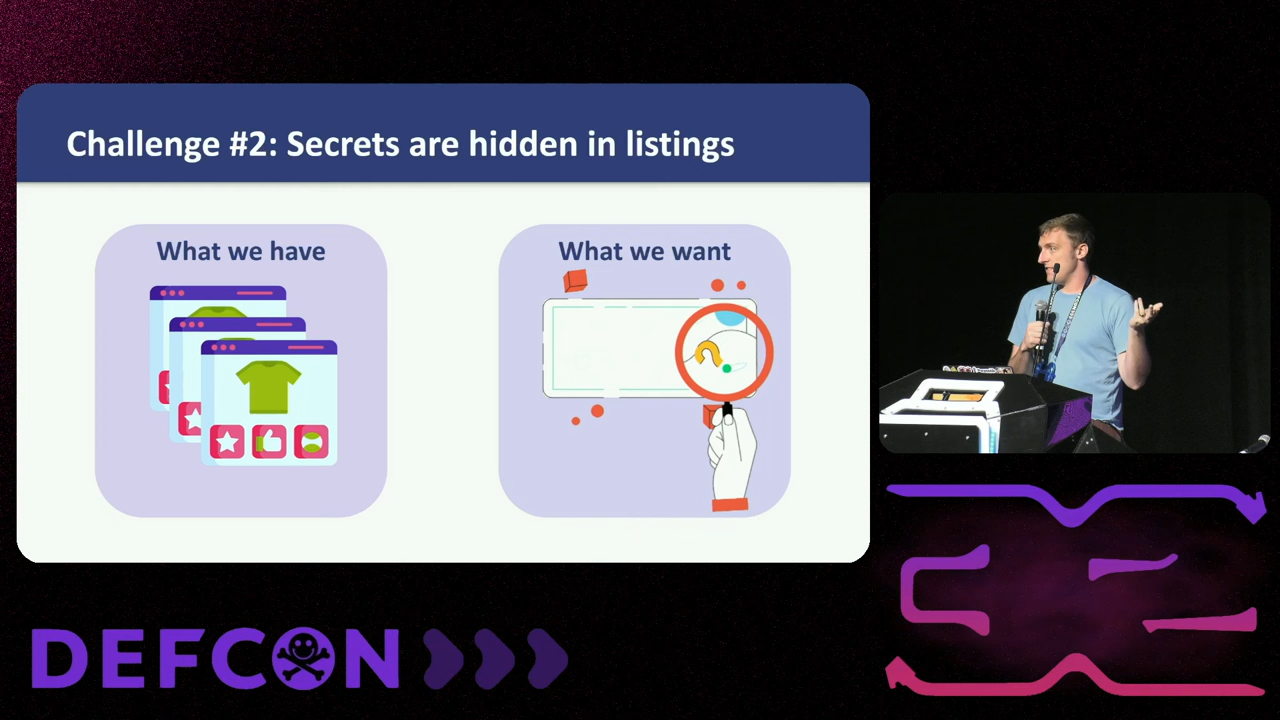 Challenge #2: Secrets are hidden in listings
What we have
What we want
DEFCON